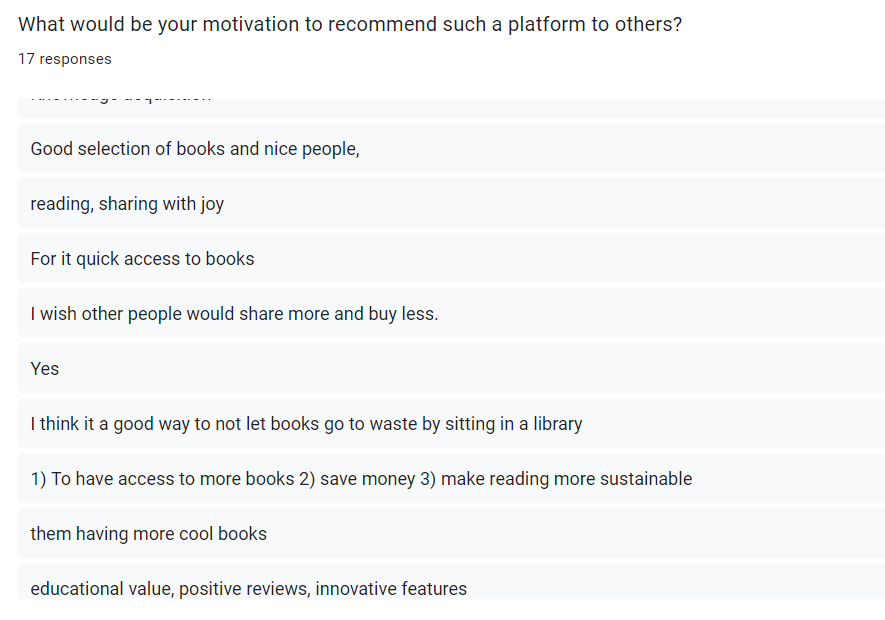 What would be your motivation to recommend such a platform to others?
17 responses
Good selection of books and nice people,
reading, sharing with joy
For it quick access to books
I wish other people would share more and buy less.
Yes
I think it a good way to not let books go to waste by sitting in a library
1) To have access to more books 2) save money 3) make reading more sustainable
them having more cool books
educational value, positive reviews, innovative features